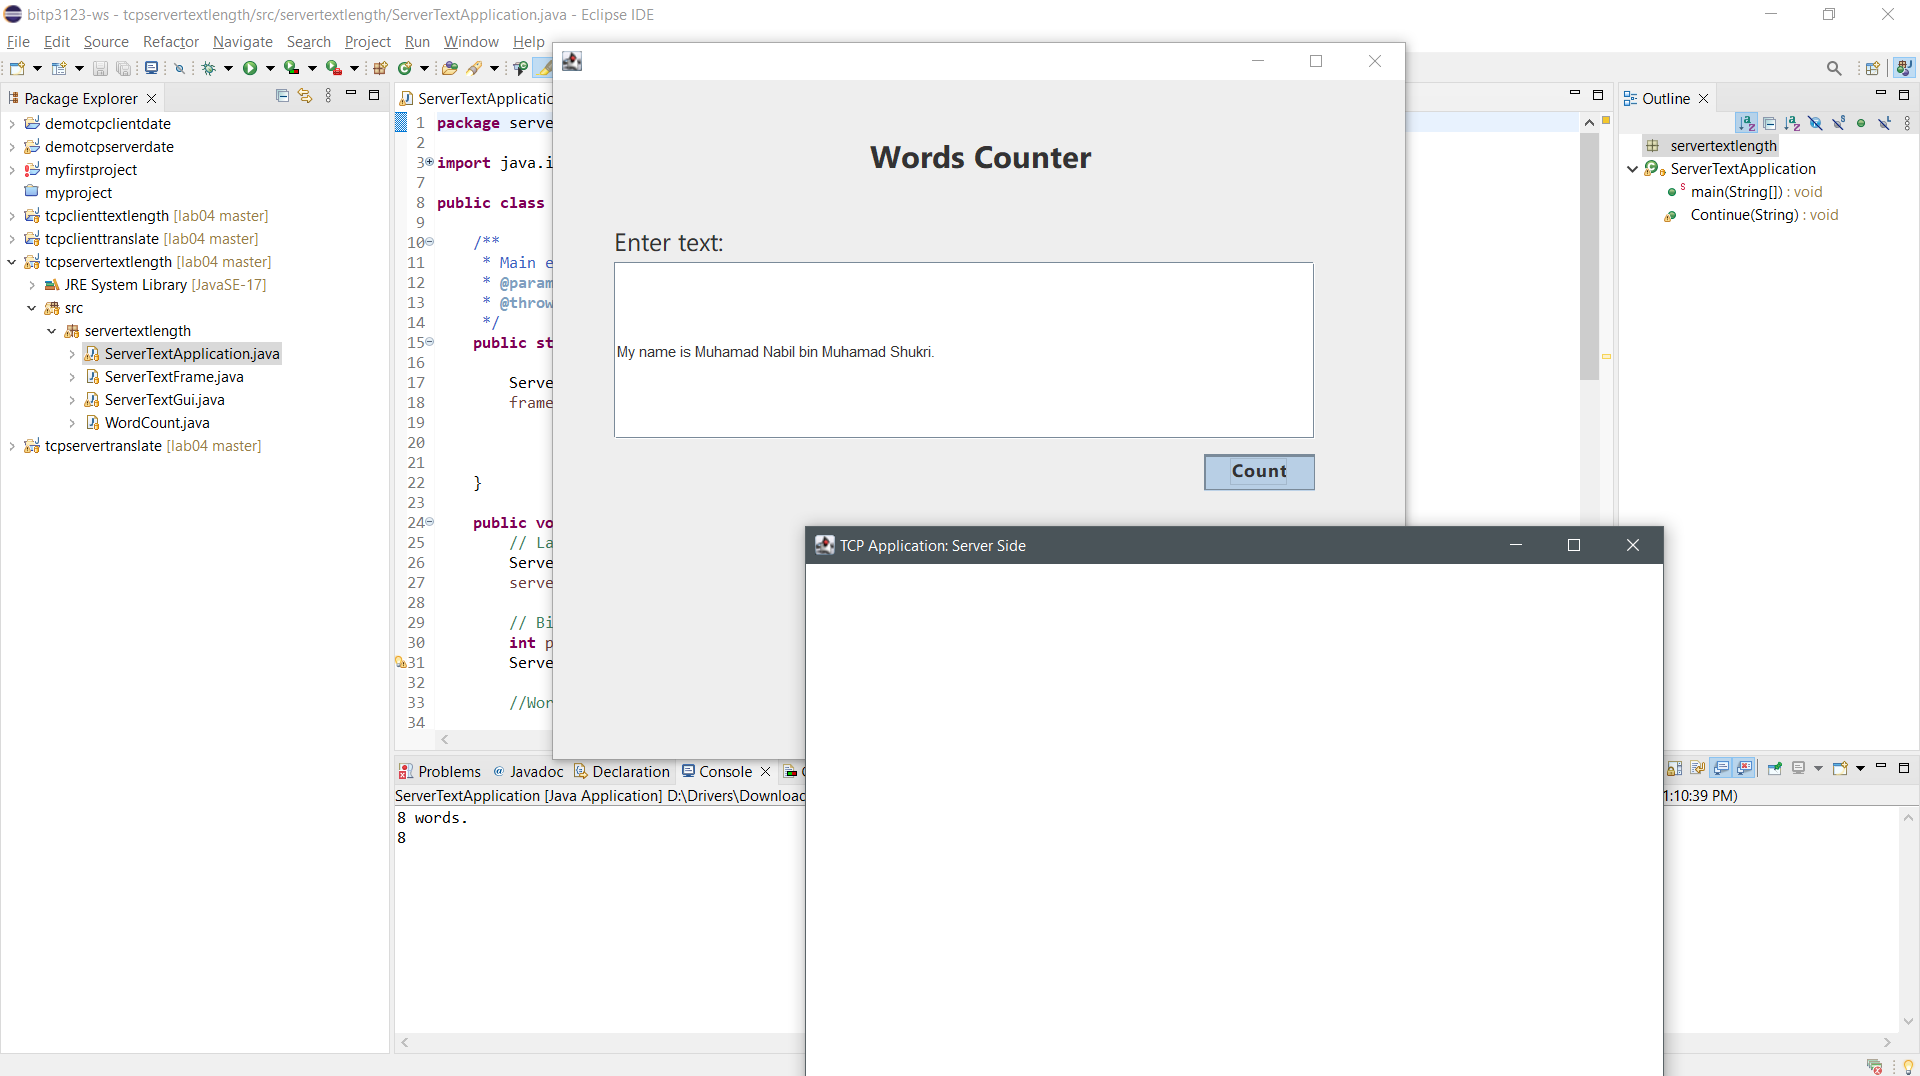 bitp3123-ws - tcpservertextlength/src/servertextlength/ServerTextApplication.java - Eclipse IDE
File Edit Source Refactor Navigate Search Project Run Window Help
Package Explorer
demotcpclientdate
demotcpserverdate
myfirstproject
myproject
tcpclienttextlength [lab04 master]
tcpclienttranslate [lab04 master]
tcpservertextlength [lab04 master]
JRE System Library [JavaSE-17]
src
servertextlength
ServerTextApplication.java
ServerTextFrame.java
ServerTextGui.java
WordCount.java
tcpservertranslate [lab04 master]
ServerTextApplicatio
1 package serve
2
3 import java.i
7
8 public class
9
10 /**
11 * Main e
12 * @param
13 * @throw
14 */
15 public st
16
17 Serve
18 frame
19
20
21
22 }
23
24 public vo
25 // La
26 Serve
27 serve
28
29 // Bi
30 int p
31 Serve
32
33 //Wor
34
Words Counter
Enter text:
My name is Muhamad Nabil bin Muhamad Shukri.
Count
TCP Application: Server Side
Outline
servertextlength
ServerTextApplication
main(String[]) : void
Continue(String) : void
Problems @ Javadoc Declaration Console
ServerTextApplication [Java Application] D:\Drivers\Downloac
1:10:39 PM)
8 words.
8